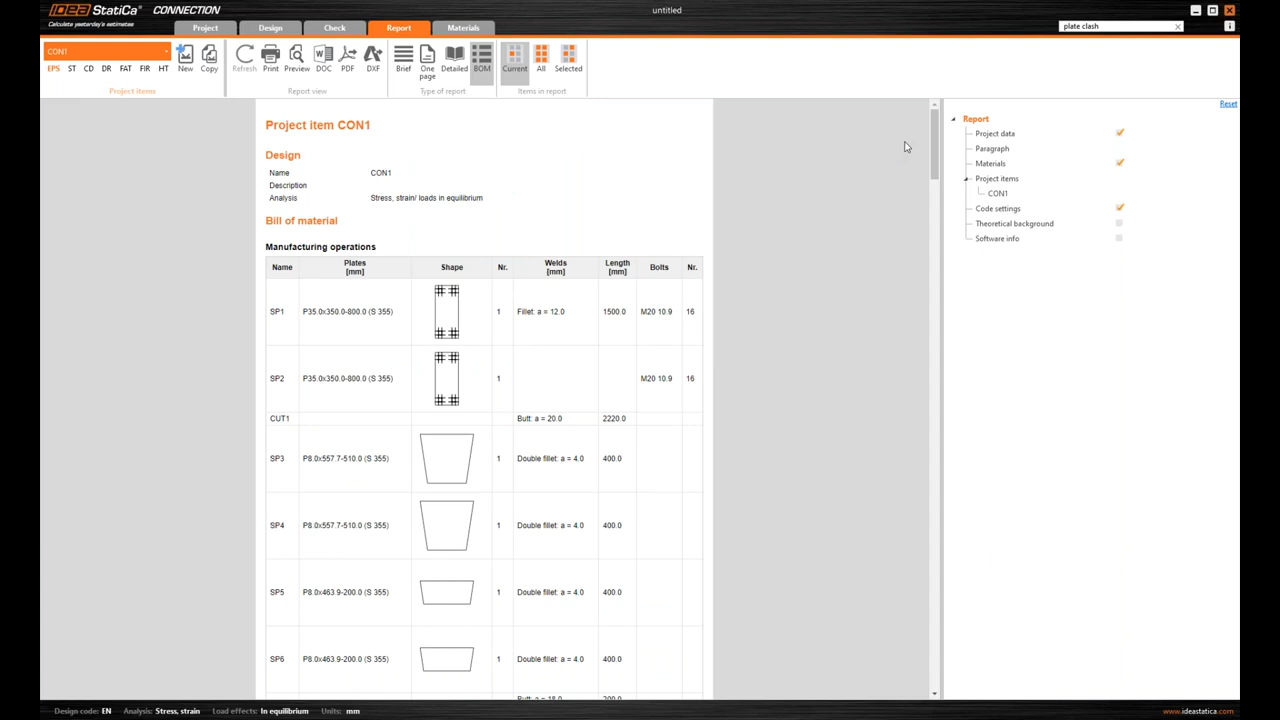 IDEA StatiCa® CONNECTION
Calculate yesterday's estimates
untitled
Project Design Check Report Materials
plate clash
CON1
EPS ST CD DR FAT FIR HT
New Copy
Project items
Refresh Print Preview DOC PDF DXF
Report view
Brief One page Detailed BOM
Type of report
Current All Selected
Items in report
Reset
Report
Project data
Paragraph
Materials
Project items
CON1
Code settings
Theoretical background
Software info
Project item CON1
Design
Name CON1
Description
Analysis Stress, strain/ loads in equilibrium
Bill of material
Manufacturing operations
Name Plates [mm] Shape Nr. Welds [mm] Length [mm] Bolts Nr.
SP1 P35.0x350.0-800.0 (S 355) 1 Fillet: a = 12.0 1500.0 M20 10.9 16
SP2 P35.0x350.0-800.0 (S 355) 1 M20 10.9 16
CUT1 Butt: a = 20.0 2220.0
SP3 P8.0x557.7-510.0 (S 355) 1 Double fillet: a = 4.0 400.0
SP4 P8.0x557.7-510.0 (S 355) 1 Double fillet: a = 4.0 400.0
SP5 P8.0x463.9-200.0 (S 355) 1 Double fillet: a = 4.0 400.0
SP6 P8.0x463.9-200.0 (S 355) 1 Double fillet: a = 4.0 400.0
Design code: EN Analysis: Stress, strain Load effects: In equilibrium Units: mm
www.ideastatica.com